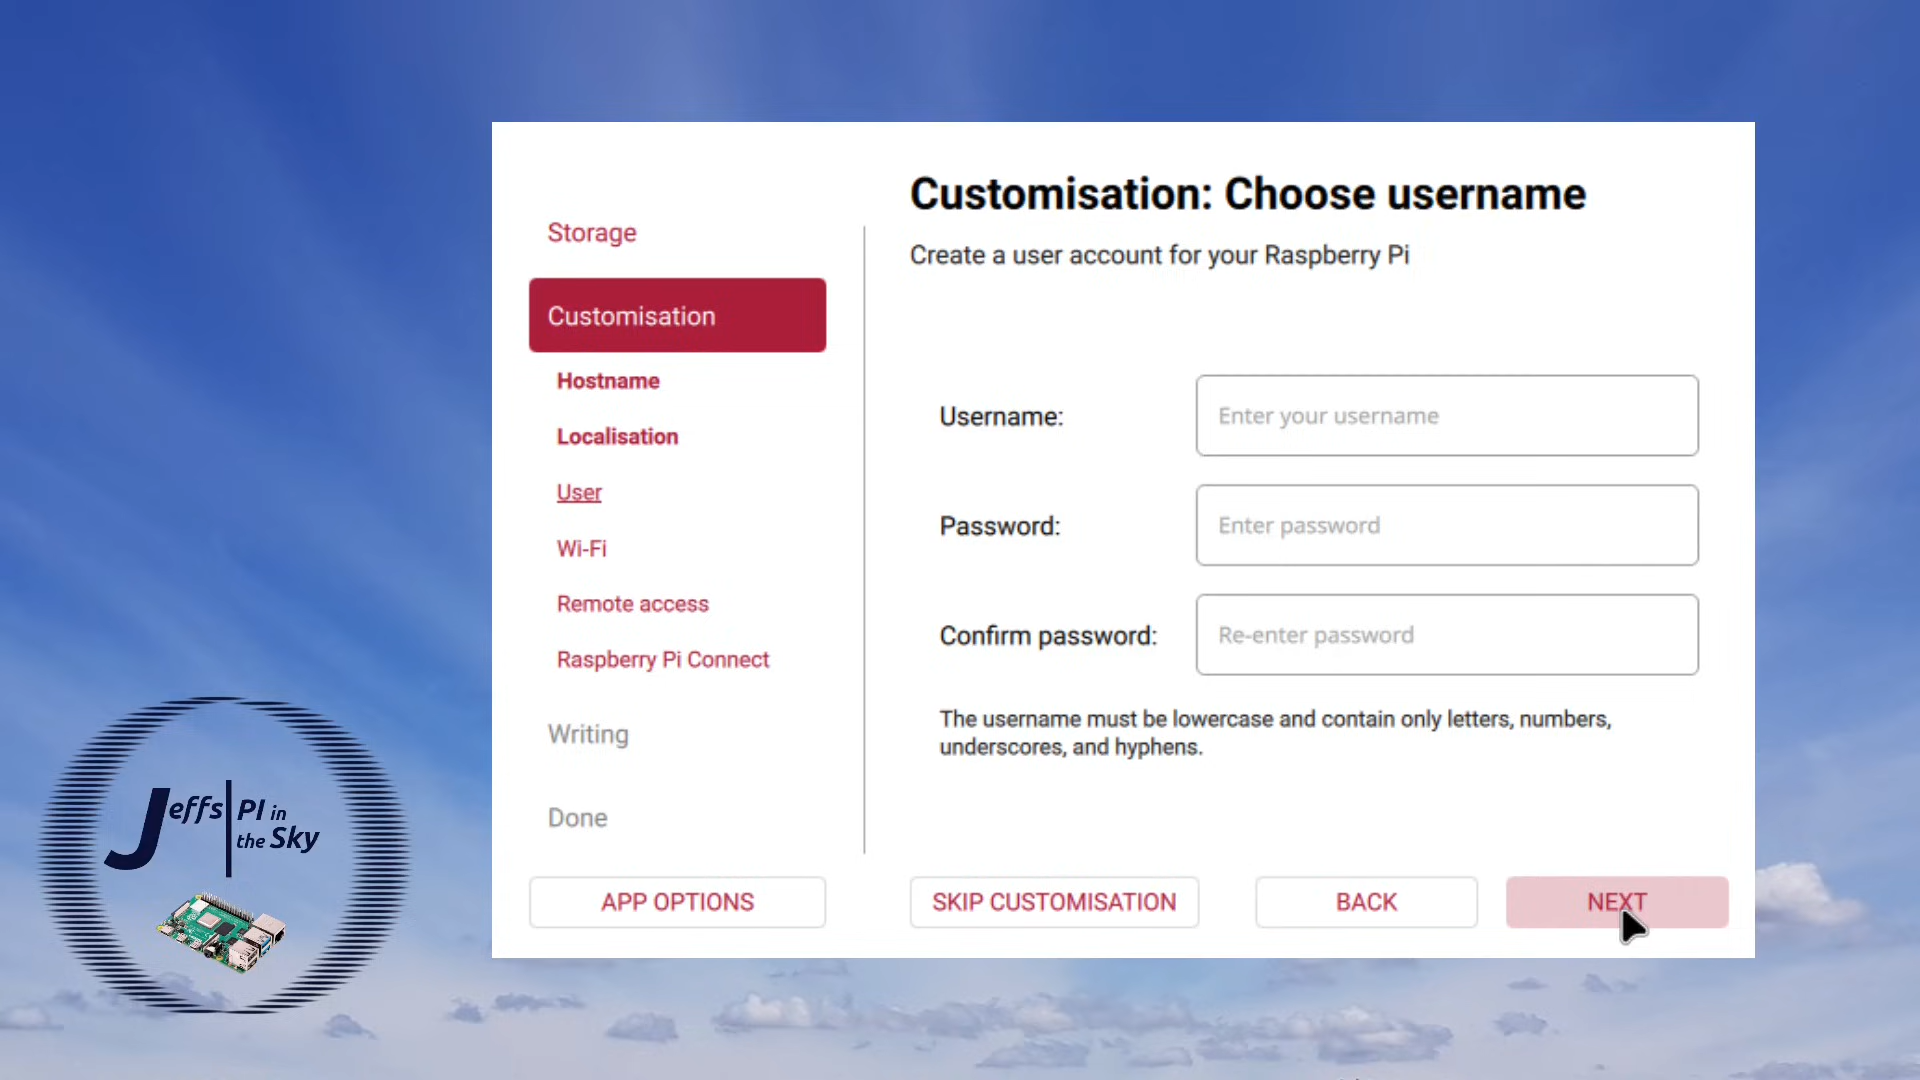 Customisation: Choose username
Create a user account for your Raspberry Pi
Storage
Customisation
Hostname
Localisation
User
Wi-Fi
Remote access
Raspberry Pi Connect
Writing
Done
Username:
Enter your username
Password:
Enter password
Confirm password:
Re-enter password
The username must be lowercase and contain only letters, numbers,
underscores, and hyphens.
APP OPTIONS
SKIP CUSTOMISATION
BACK
NEXT
Jeffs PI in
the Sky